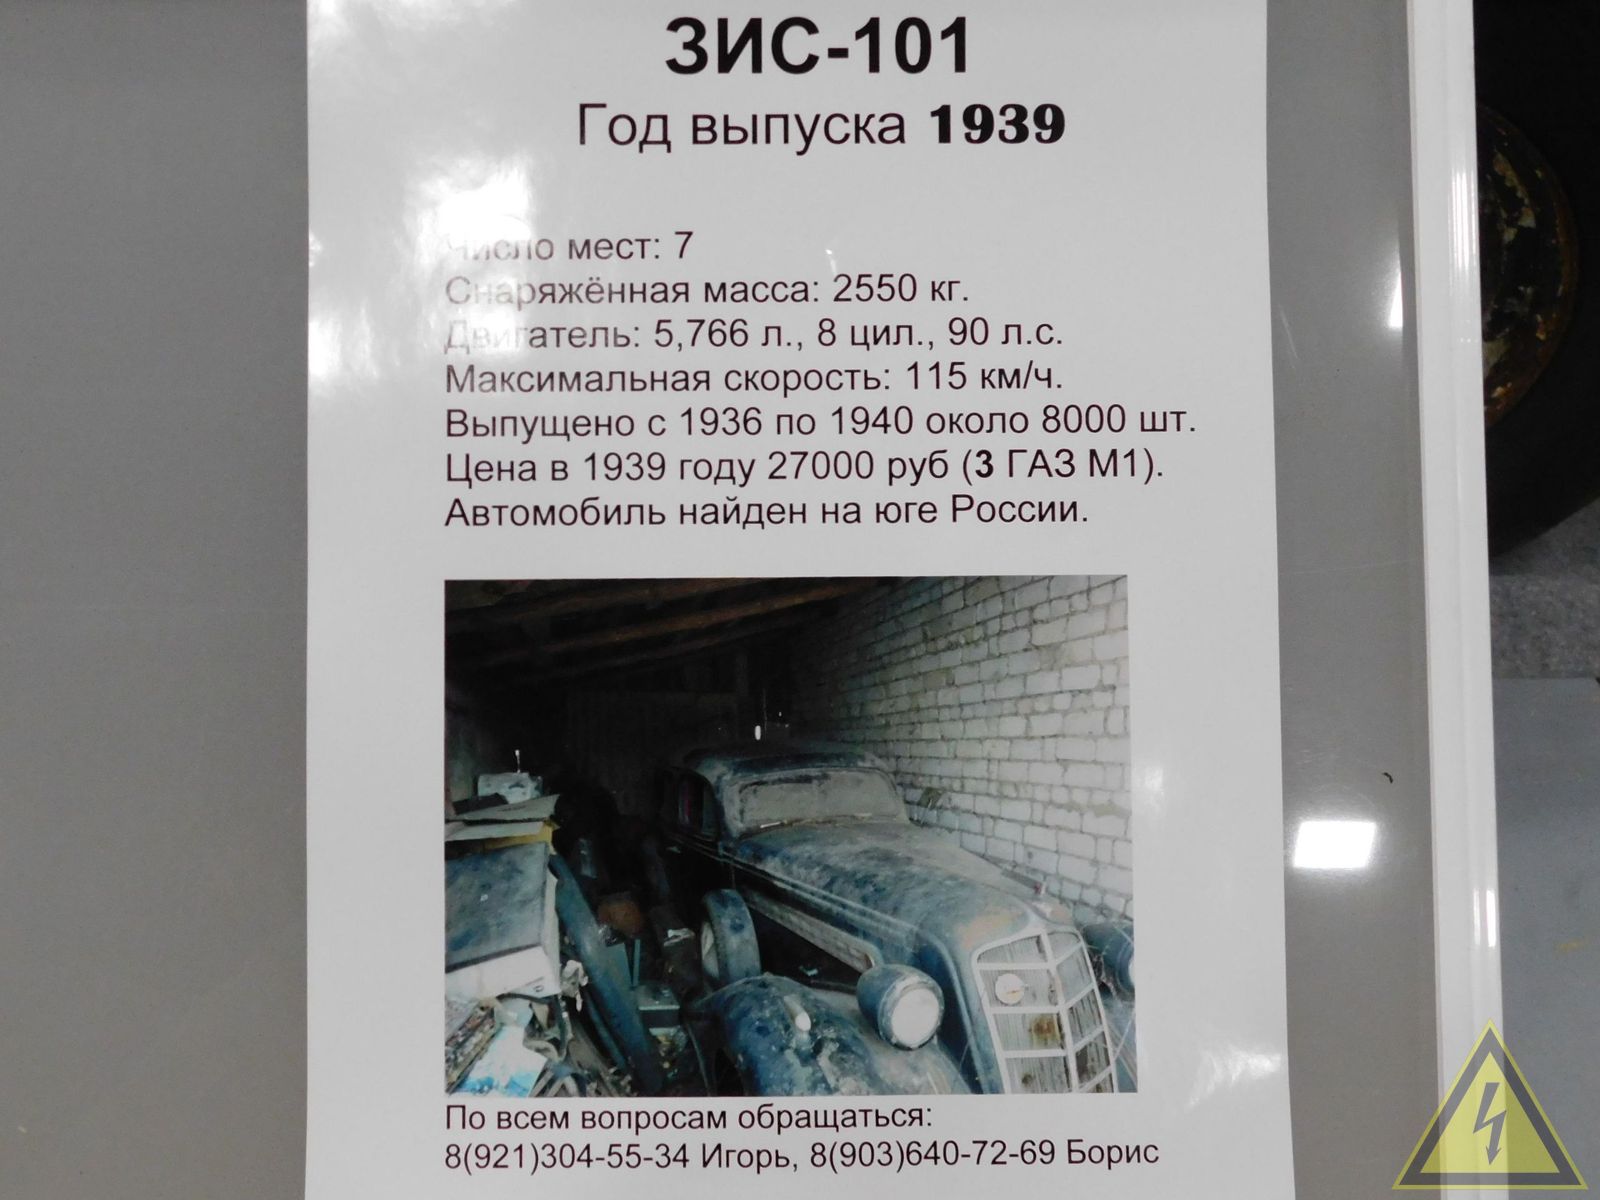 ЗИС-101
Год выпуска 1939
Число мест: 7
Снаряжённая масса: 2550 кг.
Двигатель: 5,766 л., 8 цил., 90 л.с.
Максимальная скорость: 115 км/ч.
Выпущено с 1936 по 1940 около 8000 шт.
Цена в 1939 году 27000 руб (3 ГАЗ М1).
Автомобиль найден на юге России.
По всем вопросам обращаться:
8(921)304-55-34 Игорь, 8(903)640-72-69 Борис